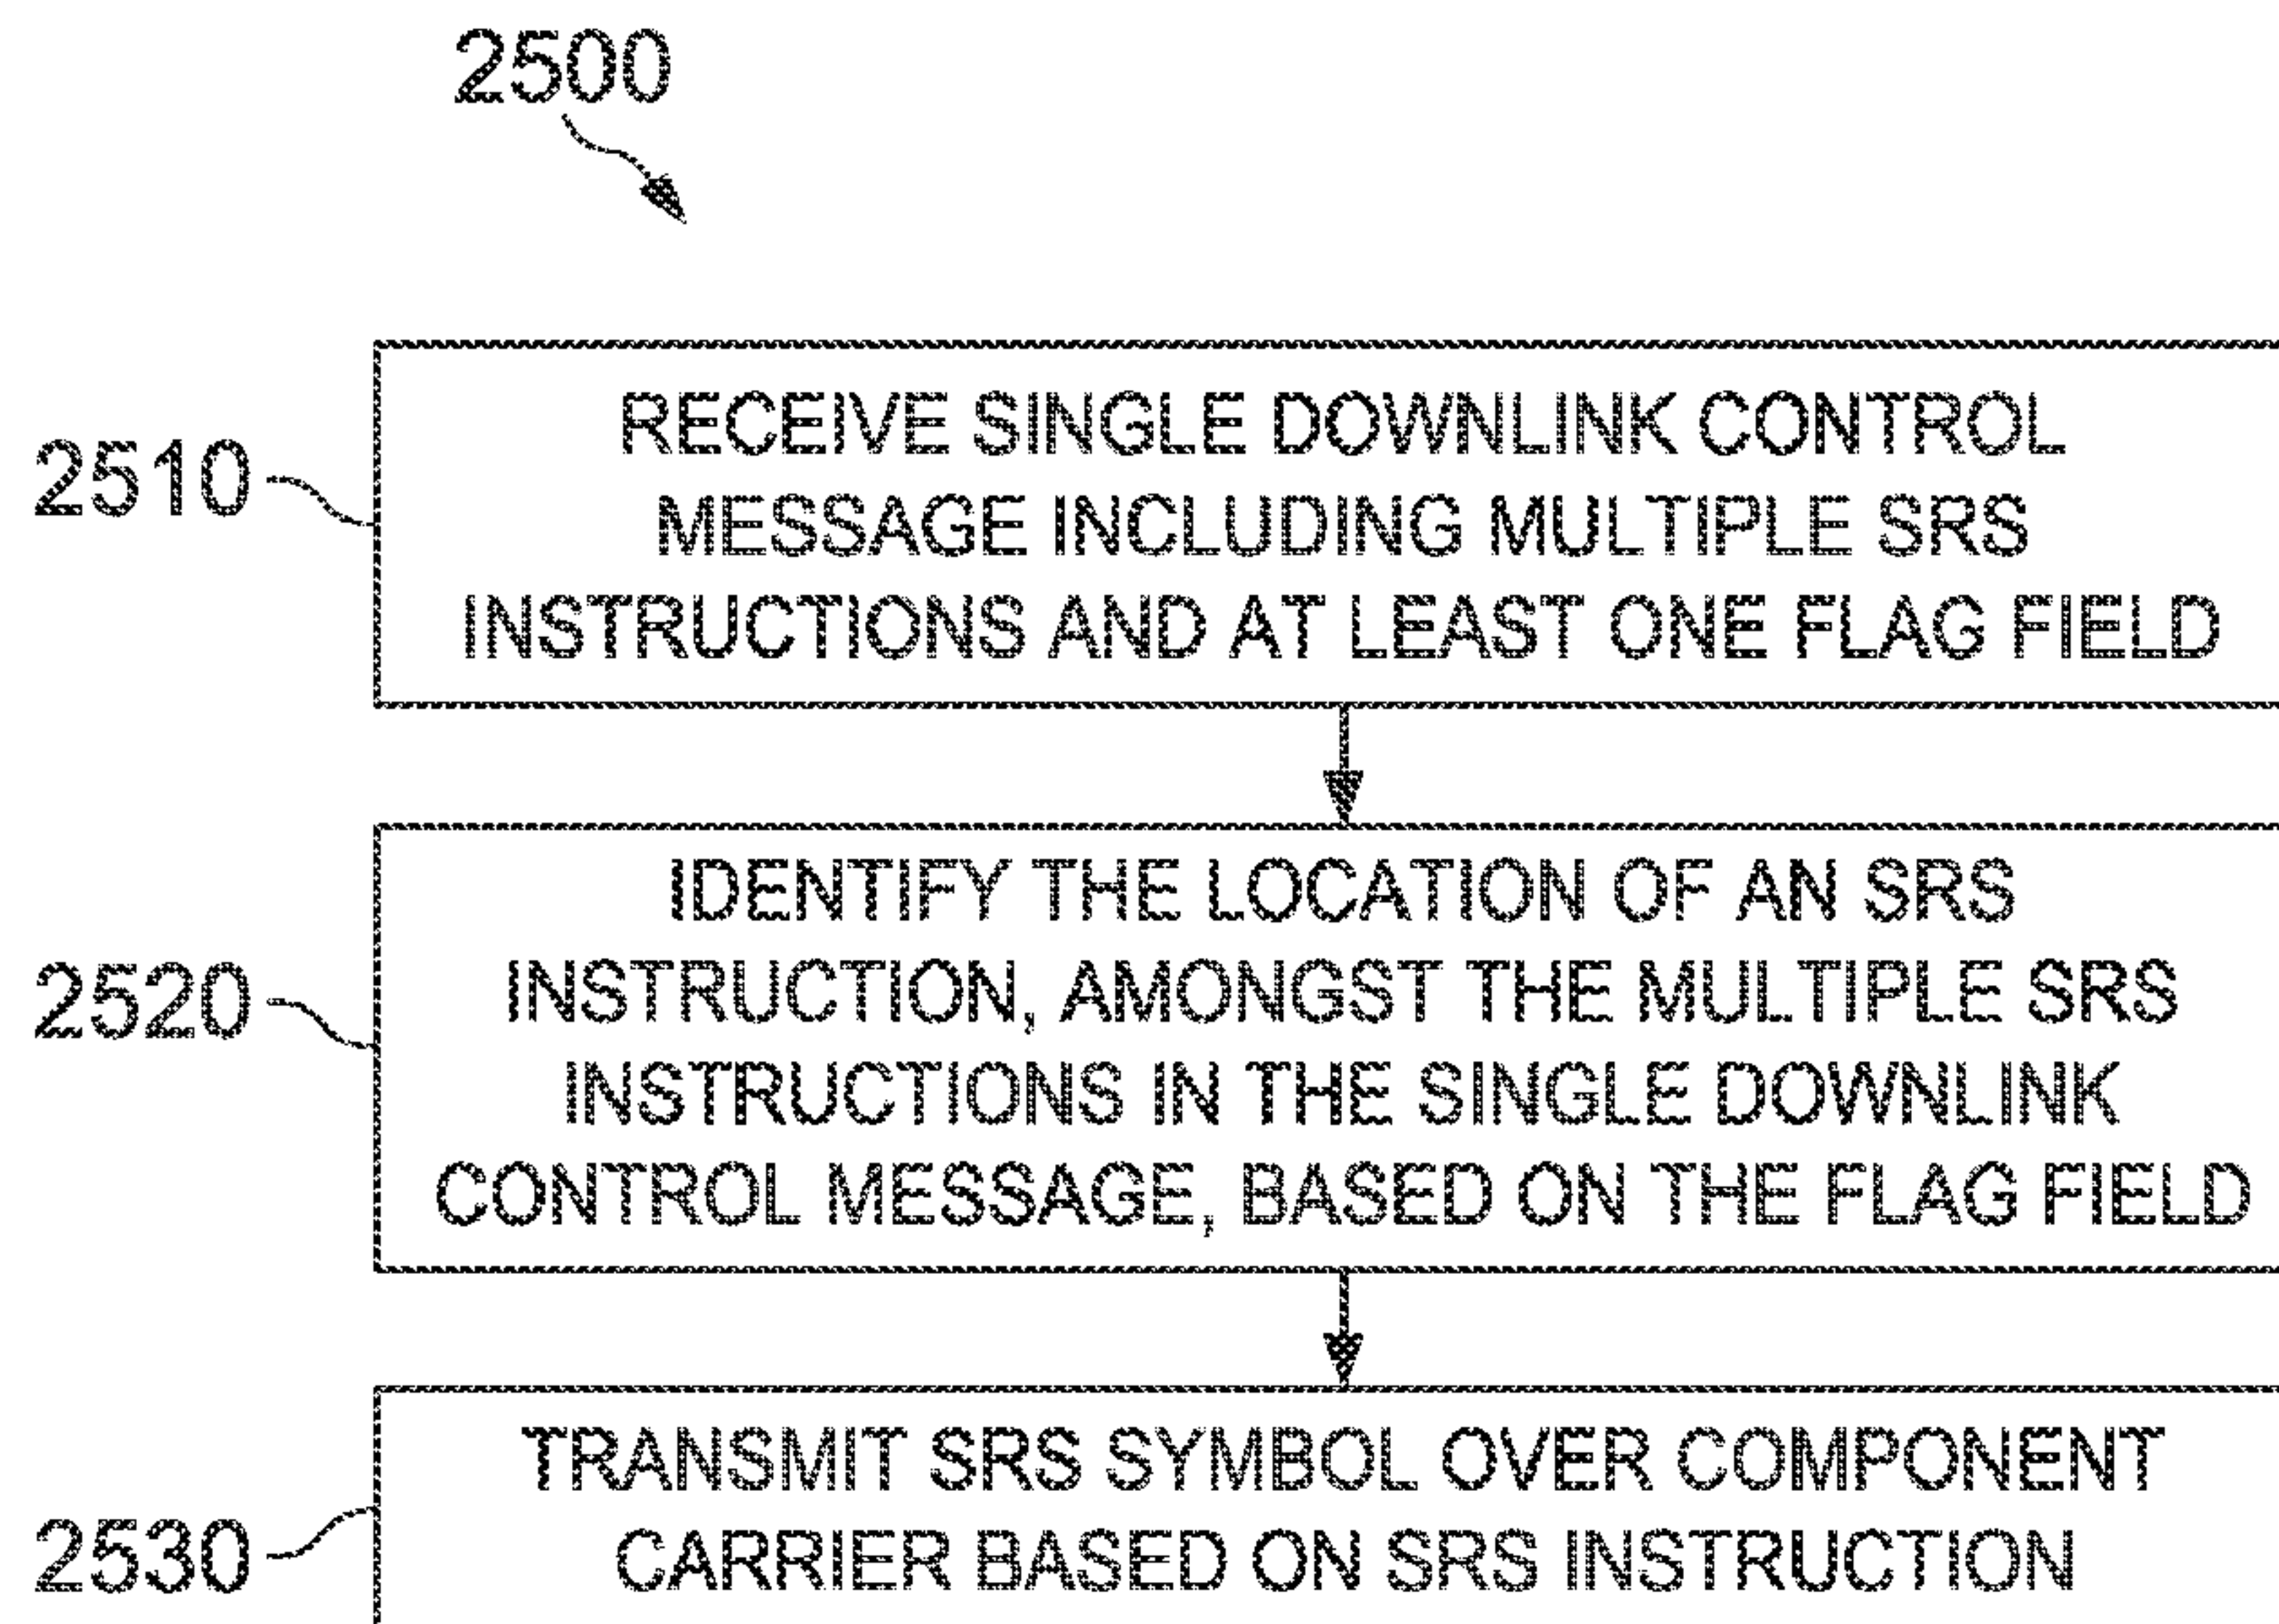 2500
2510
RECEIVE SINGLE DOWNLINK CONTROL
MESSAGE INCLUDING MULTIPLE SRS
INSTRUCTIONS AND AT LEAST ONE FLAG FIELD
2520
IDENTIFY THE LOCATION OF AN SRS
INSTRUCTION, AMONGST THE MULTIPLE SRS
INSTRUCTIONS IN THE SINGLE DOWNLINK
CONTROL MESSAGE, BASED ON THE FLAG FIELD
2530
TRANSMIT SRS SYMBOL OVER COMPONENT
CARRIER BASED ON SRS INSTRUCTION